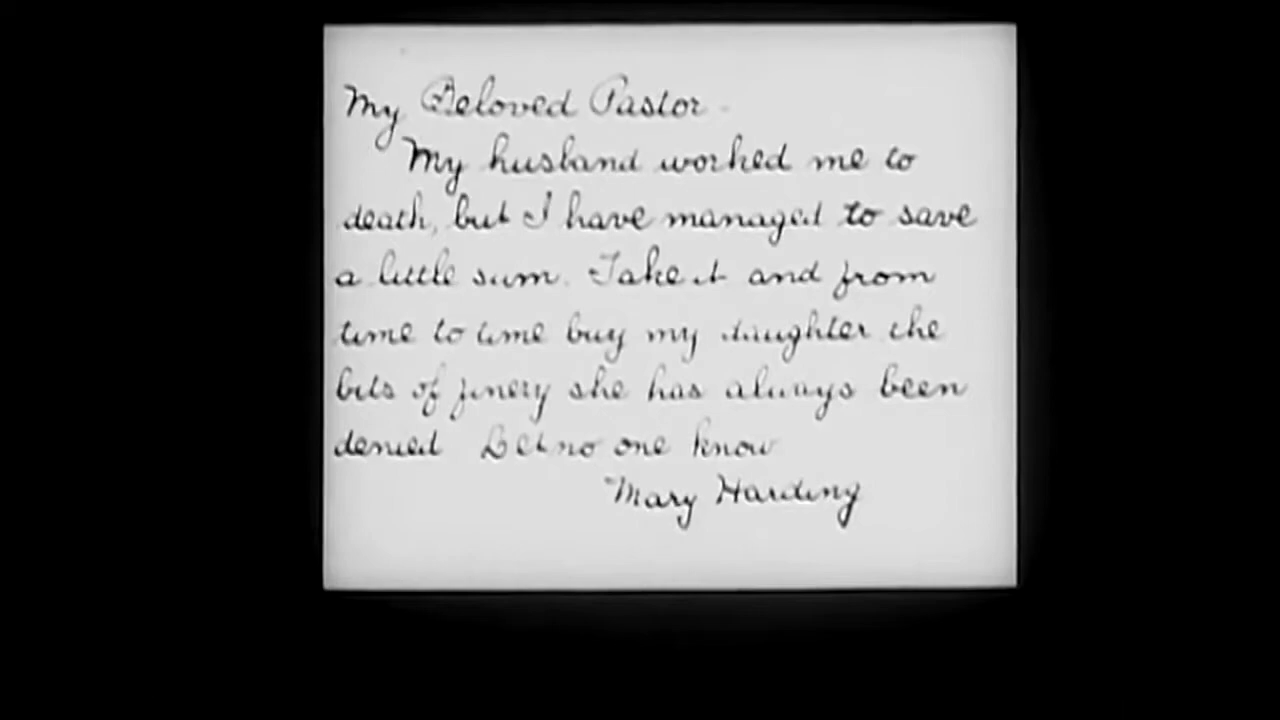 My Beloved Pastor -
My husband worked me to
death, but I have managed to save
a little sum. Take it and from
time to time buy my daughter the
bits of finery she has always been
denied Let no one know
Mary Harding